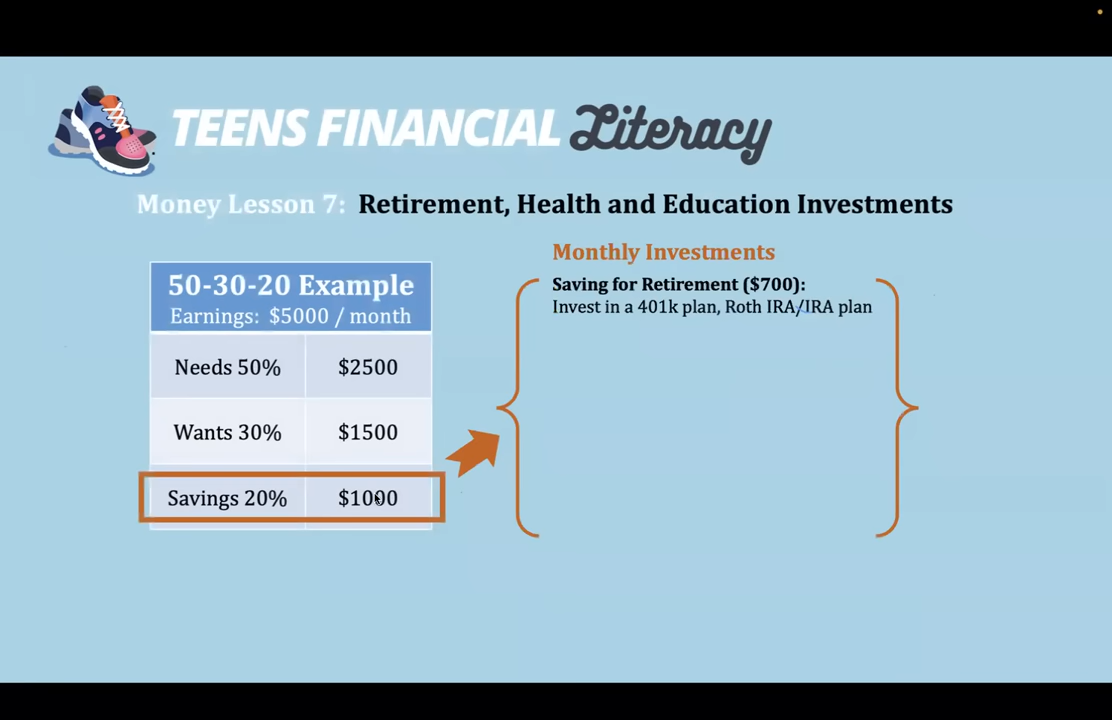 TEENS FINANCIAL Literacy
Money Lesson 7: Retirement, Health and Education Investments
50-30-20 Example
Earnings: $5000 / month
Needs 50% $2500
Wants 30% $1500
Savings 20% $1000
Monthly Investments
Saving for Retirement ($700):
Invest in a 401k plan, Roth IRA/IRA plan